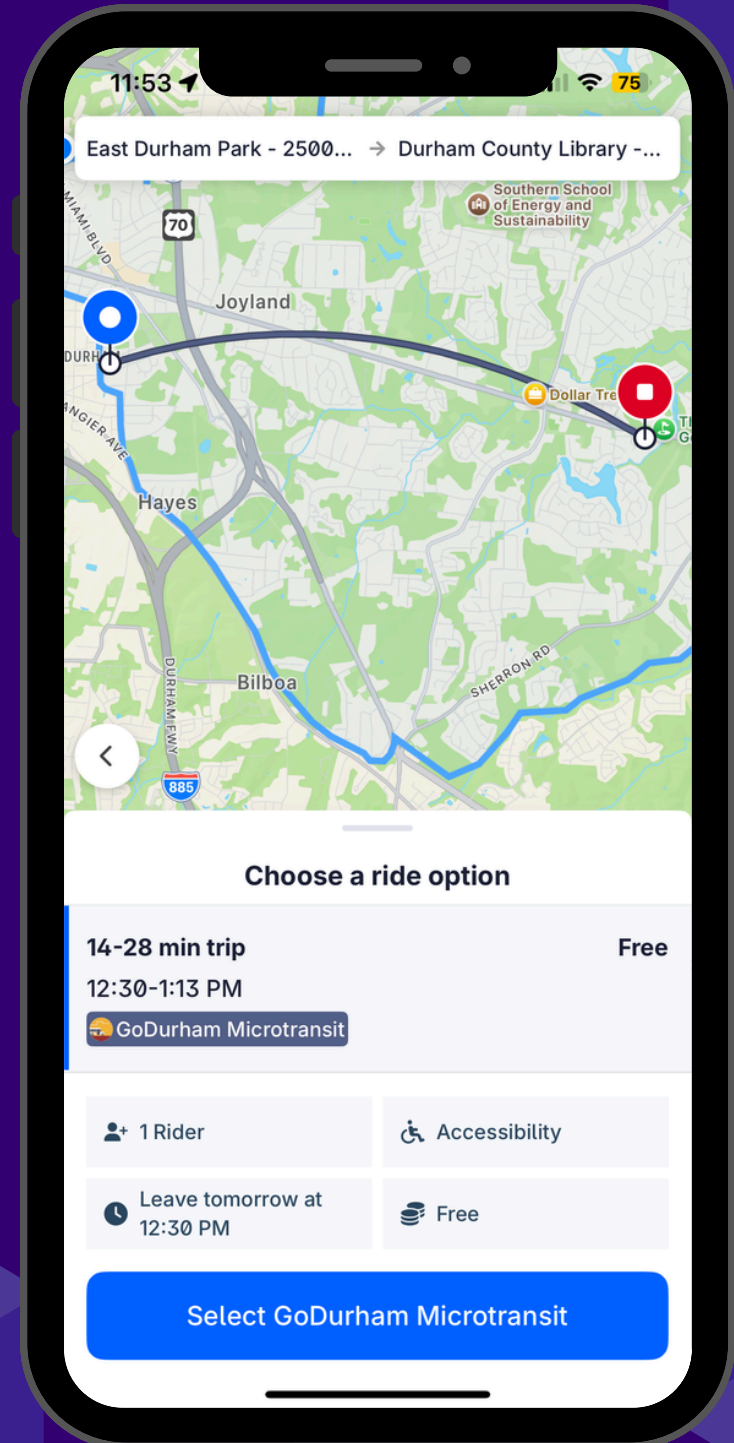 11:53
75
East Durham Park - 2500... → Durham County Library -...
Southern School
of Energy and
Sustainability
MIAMI BLVD
70
Joyland
Dollar Tre
ANGIER AVE
Hayes
DURHAM FWY
Bilboa
SHERRON RD
885
Choose a ride option
14-28 min trip
Free
12:30-1:13 PM
GoDurham Microtransit
1 Rider
Accessibility
Leave tomorrow at
12:30 PM
Free
Select GoDurham Microtransit